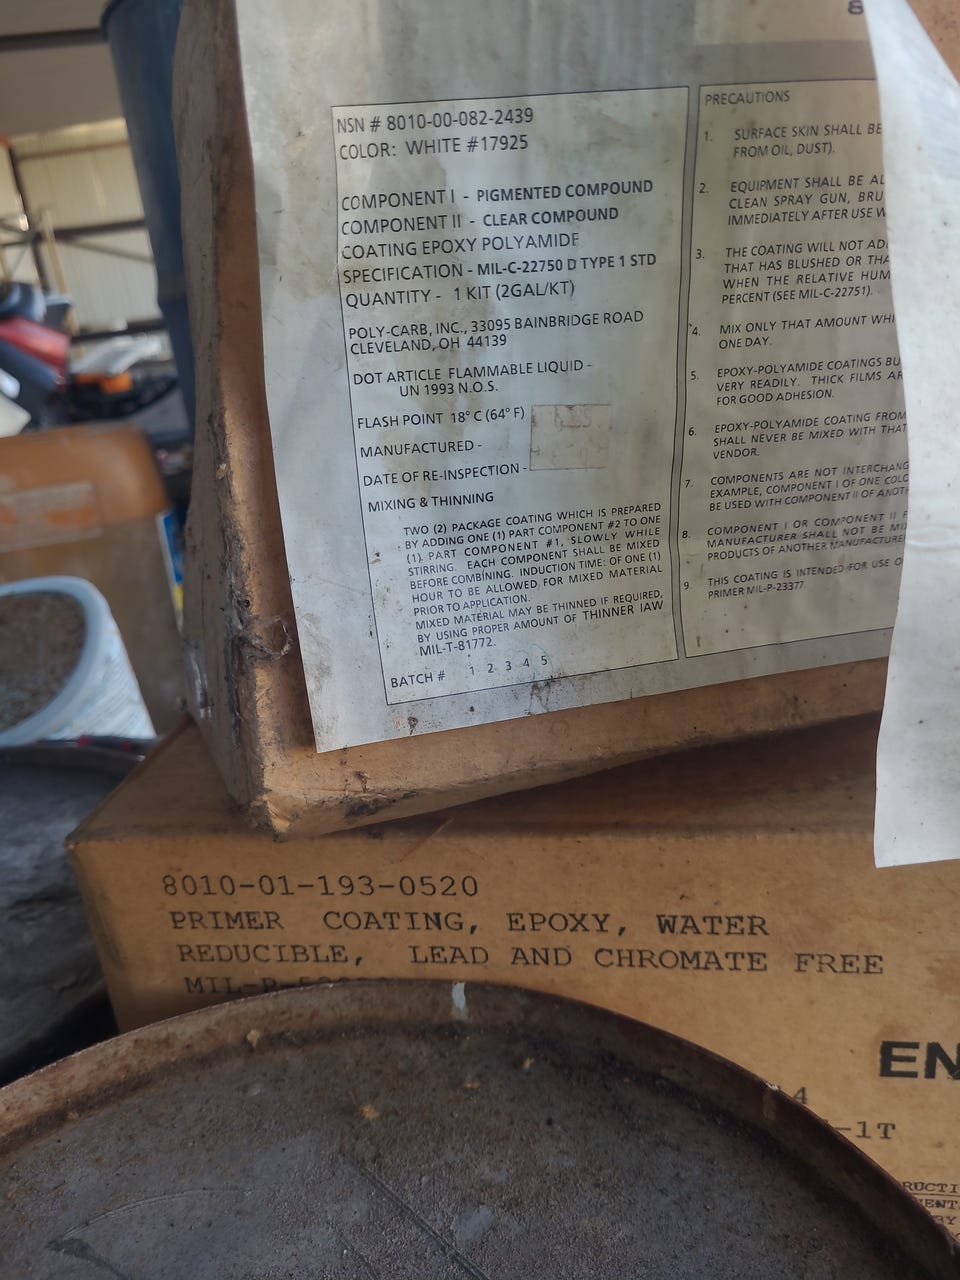 8
NSN # 8010-00-082-2439
COLOR: WHITE #17925
COMPONENT I - PIGMENTED COMPOUND
COMPONENT II - CLEAR COMPOUND
COATING EPOXY POLYAMIDE
SPECIFICATION - MIL-C-22750 D TYPE 1 STD
QUANTITY - 1 KIT (2GAL/KT)
POLY-CARB, INC., 33095 BAINBRIDGE ROAD
CLEVELAND, OH 44139
DOT ARTICLE FLAMMABLE LIQUID -
UN 1993 N.O.S.
FLASH POINT 18° C (64° F)
MANUFACTURED -
DATE OF RE-INSPECTION -
MIXING & THINNING
TWO (2) PACKAGE COATING WHICH IS PREPARED
BY ADDING ONE (1) PART COMPONENT #2 TO ONE
(1) PART COMPONENT #1, SLOWLY WHILE
STIRRING. EACH COMPONENT SHALL BE MIXED
BEFORE COMBINING. INDUCTION TIME: OF ONE (1)
HOUR TO BE ALLOWED FOR MIXED MATERIAL
PRIOR TO APPLICATION.
MIXED MATERIAL MAY BE THINNED IF REQUIRED,
BY USING PROPER AMOUNT OF THINNER IAW
MIL-T-81772.
BATCH # 1 2 3 4 5
PRECAUTIONS
1. SURFACE SKIN SHALL BE
FROM OIL, DUST).
2. EQUIPMENT SHALL BE AL
CLEAN SPRAY GUN, BRU
IMMEDIATELY AFTER USE W
3. THE COATING WILL NOT AD
THAT HAS BLUSHED OR THA
WHEN THE RELATIVE HUM
PERCENT (SEE MIL-C-22751).
4. MIX ONLY THAT AMOUNT WHI
ONE DAY.
5. EPOXY-POLYAMIDE COATINGS BU
VERY READILY. THICK FILMS AR
FOR GOOD ADHESION.
6. EPOXY-POLYAMIDE COATING FROM
SHALL NEVER BE MIXED WITH THAT
VENDOR.
7. COMPONENTS ARE NOT INTERCHANG
EXAMPLE, COMPONENT I OF ONE COLO
BE USED WITH COMPONENT II OF ANOTH
8. COMPONENT I OR COMPONENT II F
MANUFACTURER SHALL NOT BE MI
PRODUCTS OF ANOTHER MANUFACTURE
9. THIS COATING IS INTENDED FOR USE O
PRIMER MIL-P-23377.
8010-01-193-0520
PRIMER COATING, EPOXY, WATER
REDUCIBLE, LEAD AND CHROMATE FREE
MIL-P-
EN
4
-1T
RUCTI
ENT
BY